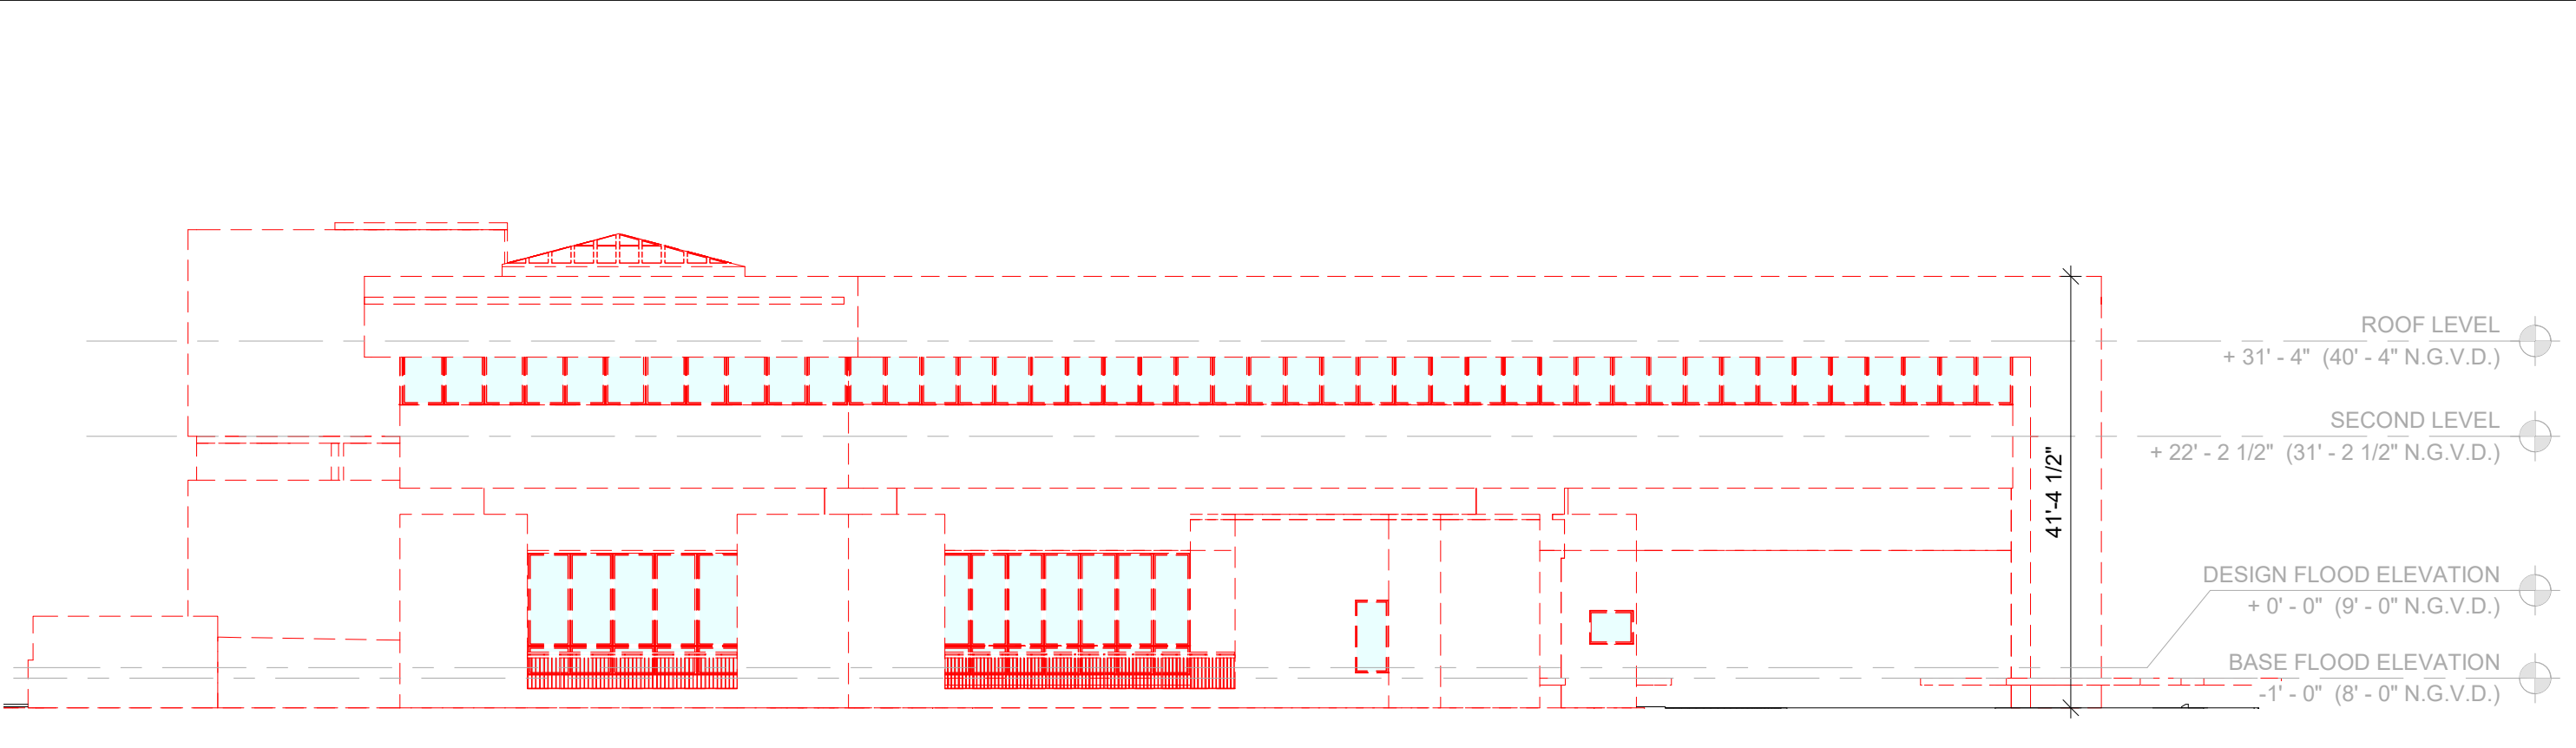 ROOF LEVEL
+ 31' - 4" (40' - 4" N.G.V.D.)
SECOND LEVEL
+ 22' - 2 1/2" (31' - 2 1/2" N.G.V.D.)
41'-4 1/2"
DESIGN FLOOD ELEVATION
+ 0' - 0" (9' - 0" N.G.V.D.)
BASE FLOOD ELEVATION
-1' - 0" (8' - 0" N.G.V.D.)